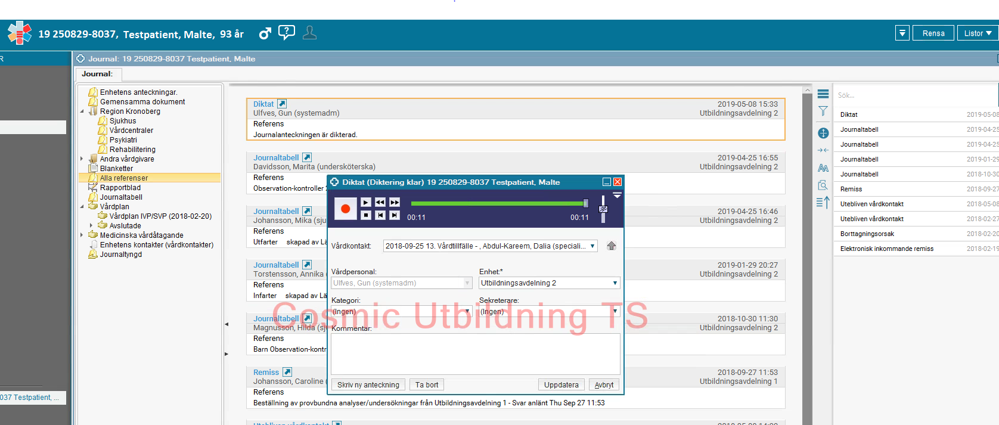 19 250829-8037, Testpatient, Malte, 93 år
Rensa
Listor
R
Journal: 19 250829-8037 Testpatient, Malte
Journal:
Enhetens anteckningar.
Gemensamma dokument
Region Kronoberg
Sjukhus
Vårdcentraler
Psykiatri
Rehabilitering
Andra vårdgivare
Blanketter
Alla referenser
Rapportblad
Journaltabell
Vårdplan
Vårdplan IVP/SVP (2018-02-20)
Avslutade
Medicinska vårdåtagande
Enhetens kontakter (vårdkontakter)
Journaltyngd
037 Testpatient, ...
Diktat 2019-05-08 15:33
Ulfves, Gun (systemadm) Utbildningsavdelning 2
Referens
Journalanteckningen är dikterad.
Journaltabell 2019-04-25 16:55
Davidsson, Marita (undersköterska) Utbildningsavdelning 2
Referens
Observation-kontroller
Journaltabell 2019-04-25 16:46
Johansson, Mika (sju Utbildningsavdelning 2
Referens
Utfarter skapad av Lä
Journaltabell 2019-01-29 20:27
Torstensson, Annika Utbildningsavdelning 2
Referens
Infarter skapad av Lä
Journaltabell 2018-10-30 11:30
Magnusson, Hilda (sju Utbildningsavdelning 2
Referens
Barn Observation-kontr
Remiss 2018-09-27 11:53
Johansson, Caroline Utbildningsavdelning 1
Referens
Beställning av provbundna analyser/undersökningar från Utbildningsavdelning 1 - Svar anlänt Thu Sep 27 11:53
Utebliven vårdkontakt 2018-05-08 14:00
Diktat (Diktering klar) 19 250829-8037 Testpatient, Malte
00:11 00:11
Vårdkontakt: 2018-09-25 13. Vårdtillfälle - , Abdul-Kareem, Dalia (speciali...
Vårdpersonal: Enhet:*
Ulfves, Gun (systemadm) Utbildningsavdelning 2
Kategori: Sekreterare:
(Ingen) (Ingen)
Kommentar:
Skriv ny anteckning Ta bort Uppdatera Avbryt
Cosmic Utbildning TS
Sök...
Diktat 2019-05-08
Journaltabell 2019-04-25
Journaltabell 2019-04-25
Journaltabell 2019-01-29
Journaltabell 2018-10-30
Remiss 2018-09-27
Utebliven vårdkontakt 2018-05-08
Utebliven vårdkontakt 2018-02-27
Borttagningsorsak 2018-02-20
Elektronisk inkommande remiss 2018-02-19